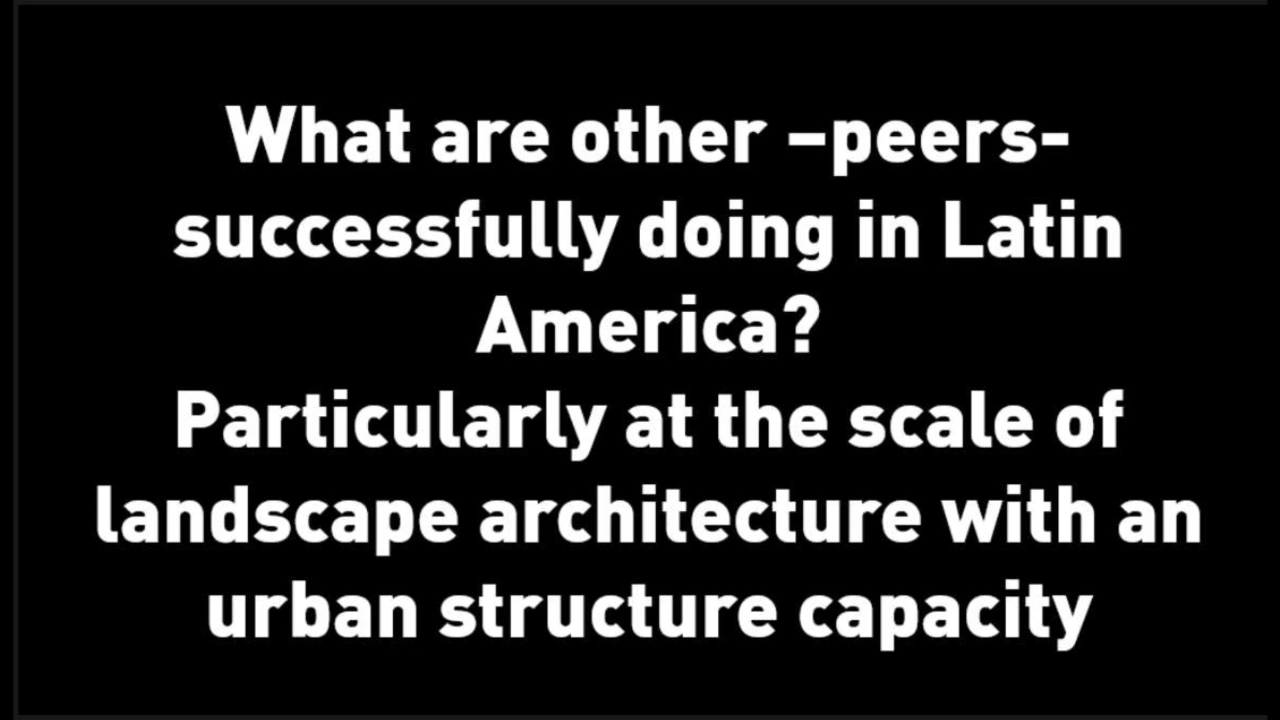 What are other –peers-
successfully doing in Latin
America?
Particularly at the scale of
landscape architecture with an
urban structure capacity